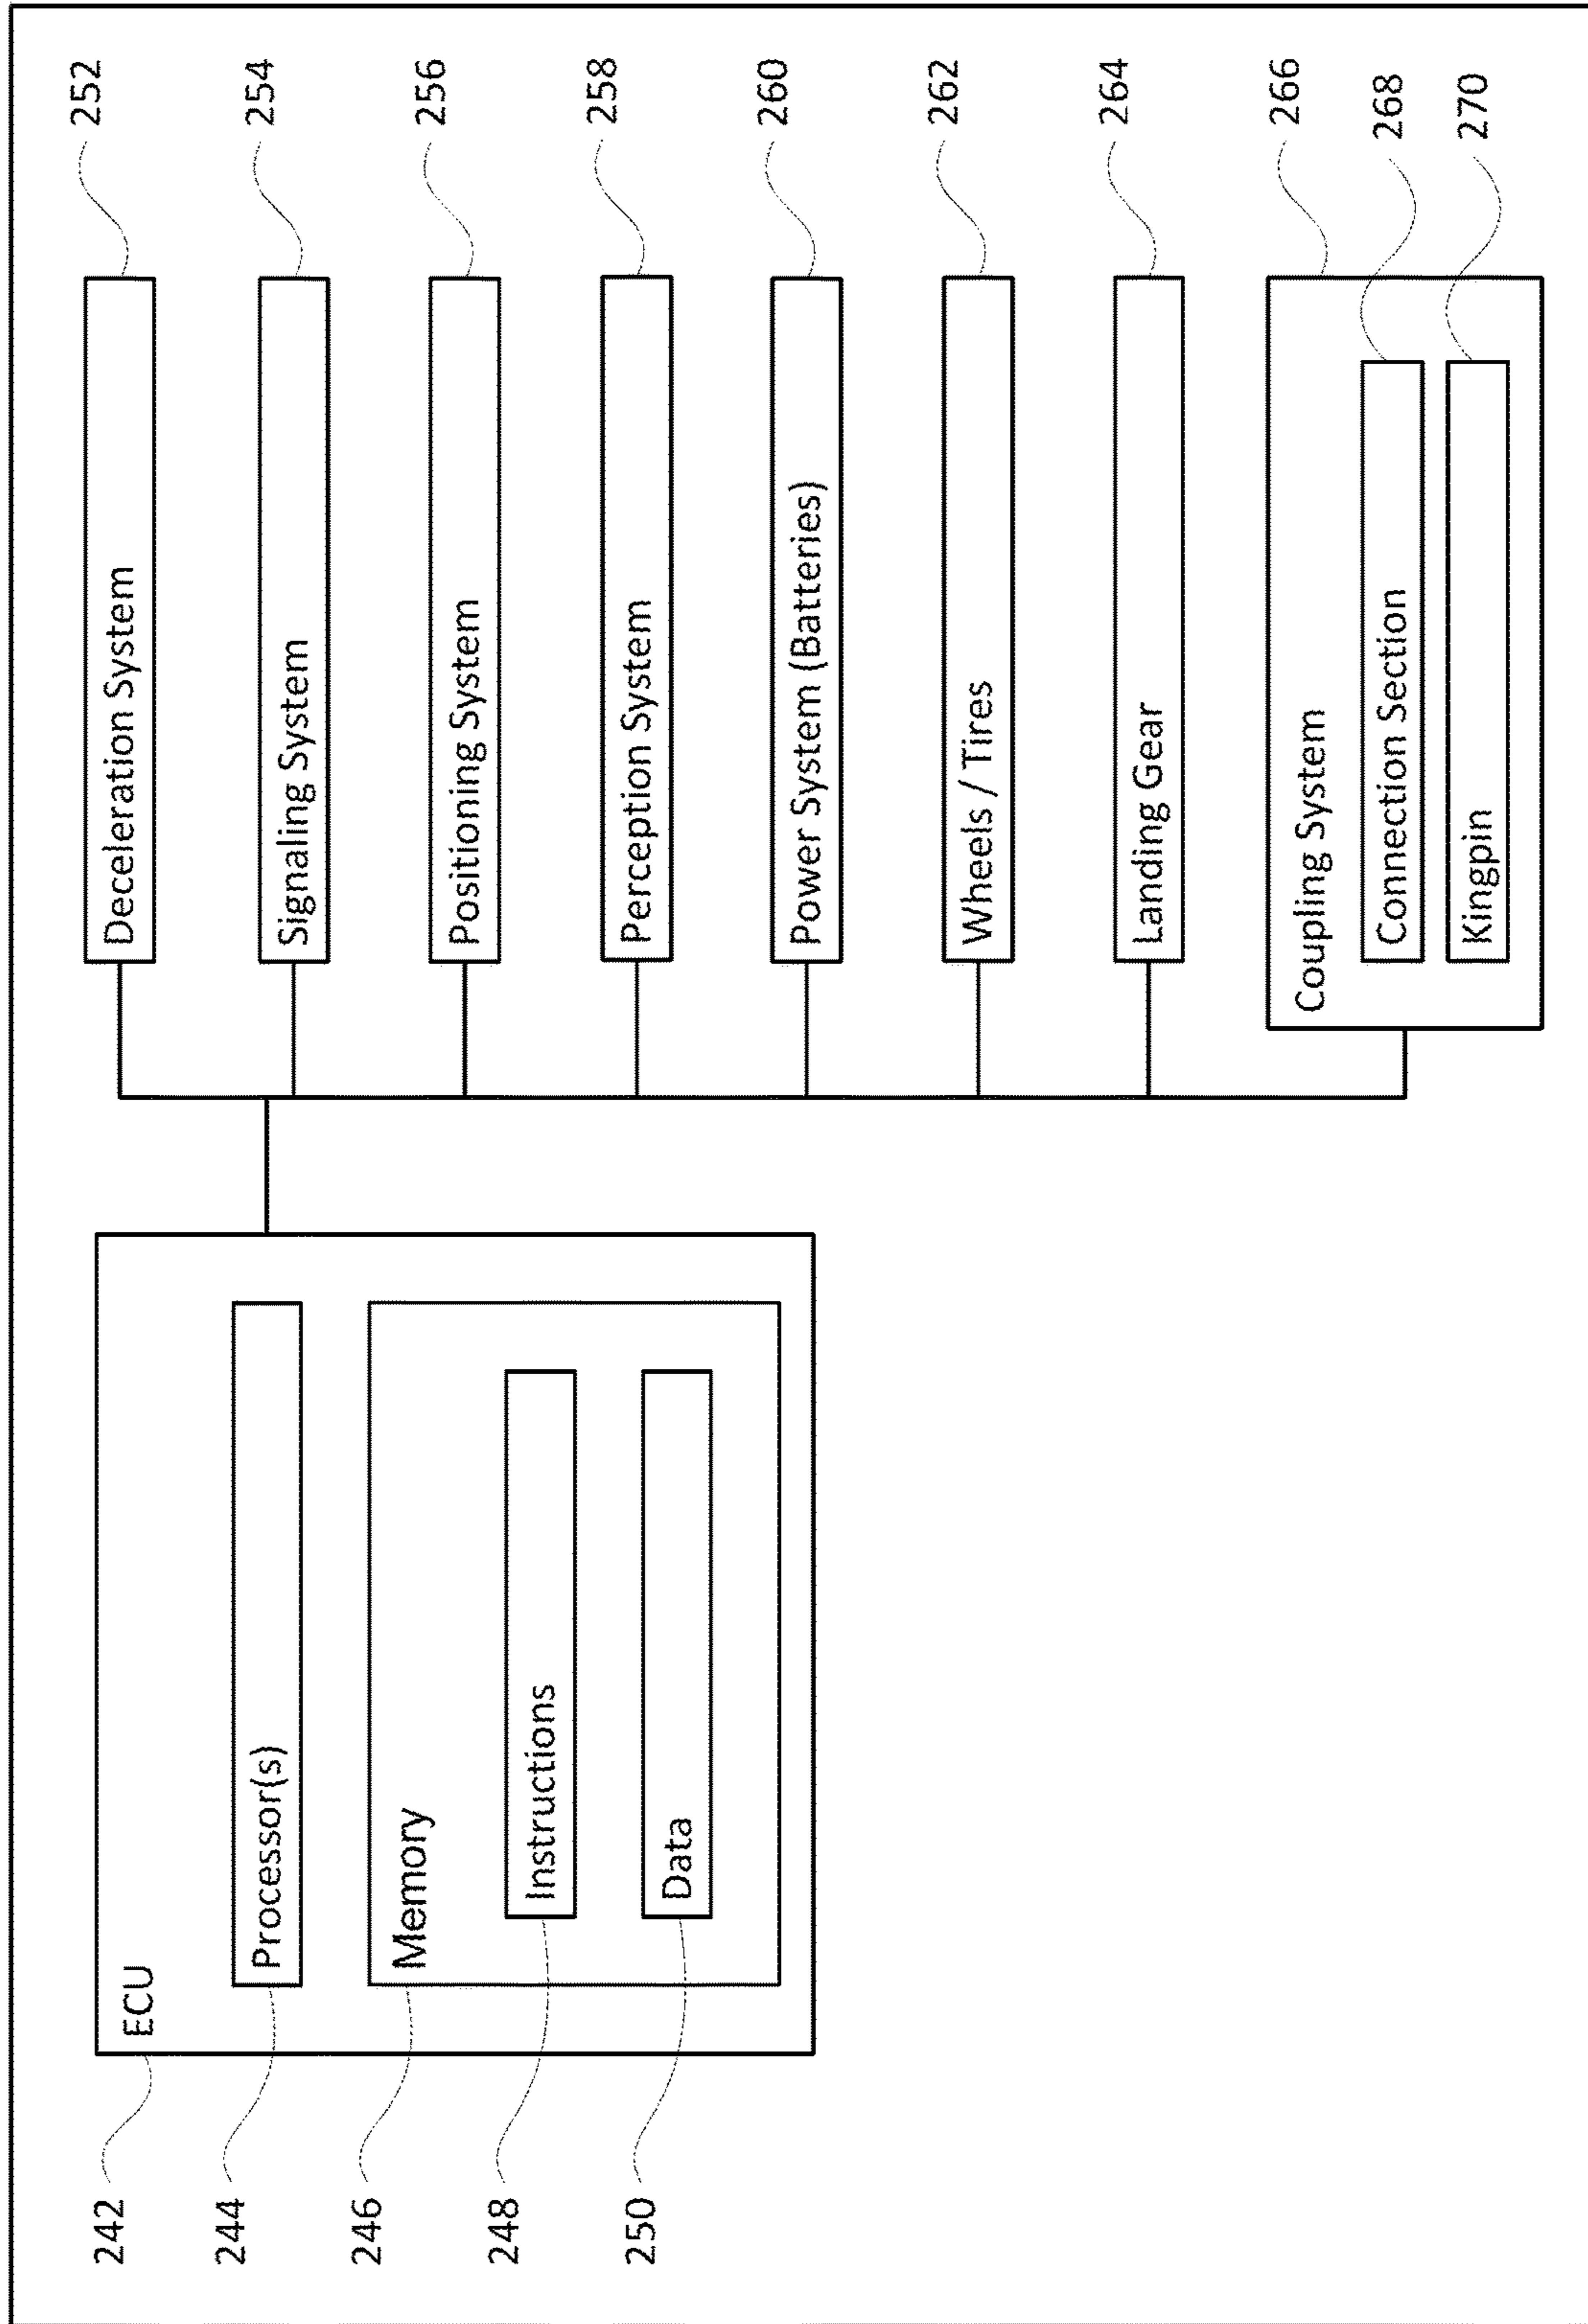 242
ECU
244
Processor(s)
246
Memory
248
Instructions
250
Data
Deceleration System
252
Signaling System
254
Positioning System
256
Perception System
258
Power System (Batteries)
260
Wheels / Tires
262
Landing Gear
264
Coupling System
266
Connection Section
268
Kingpin
270